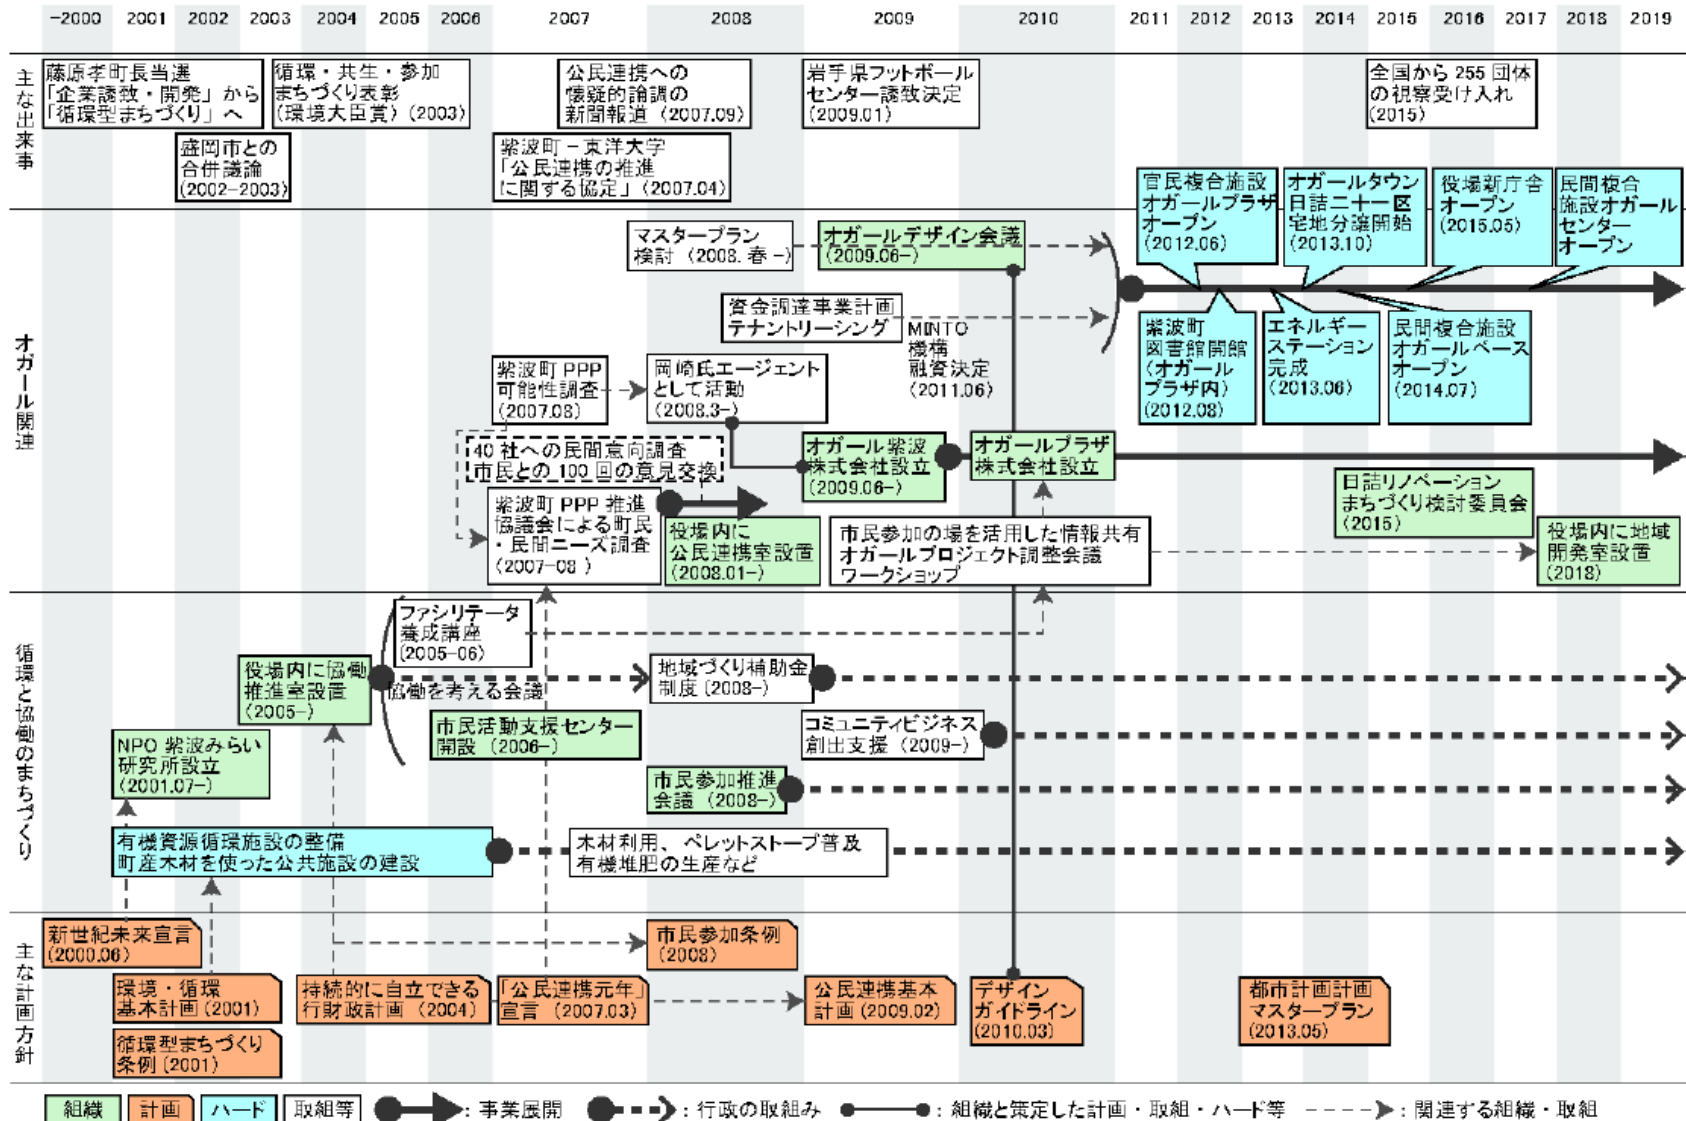 -2000 2001 2002 2003 2004 2005 2006 2007 2008 2009 2010 2011 2012 2013 2014 2015 2016 2017 2018 2019
主な出来事
藤原孝町長当選
「企業誘致・開発」から
「循環型まちづくり」へ
循環・共生・参加
まちづくり表彰
(環境大臣賞) (2003)
公民連携への
懐疑的論調の
新聞報道 (2007.09)
岩手県フットボール
センター誘致決定
(2009.01)
全国から 255 団体
の視察受け入れ
(2015)
盛岡市との
合併議論
(2002-2003)
紫波町－東洋大学
「公民連携の推進
に関する協定」(2007.04)
オガール関連
官民複合施設
オガールプラザ
オープン
(2012.06)
オガールタウン
日詰二十一区
宅地分譲開始
(2013.10)
役場新庁舎
オープン
(2015.05)
民間複合
施設オガール
センター
オープン
マスタープラン
検討 (2008. 春 -)
オガールデザイン会議
(2009.06-)
資金調達事業計画
テナントリーシング
MINTO
機構
融資決定
(2011.06)
紫波町
図書館開館
(オガール
プラザ内)
(2012.08)
エネルギー
ステーション
完成
(2013.06)
民間複合施設
オガールベース
オープン
(2014.07)
紫波町 PPP
可能性調査
(2007.08)
岡崎氏エージェント
として活動
(2008.3-)
40 社への民間意向調査
市民との 100 回の意見交換
オガール紫波
株式会社設立
(2009.06-)
オガールプラザ
株式会社設立
紫波町 PPP 推進
協議会による町民
・民間ニーズ調査
(2007-08 )
役場内に
公民連携室設置
(2008.01-)
市民参加の場を活用した情報共有
オガールプロジェクト調整会議
ワークショップ
日詰リノベーション
まちづくり検討委員会
(2015)
役場内に地域
開発室設置
(2018)
循環と協働のまちづくり
ファシリテータ
養成講座
(2005-06)
役場内に協働
推進室設置
(2005-)
協働を考える会議
地域づくり補助金
制度 (2008-)
市民活動支援センター
開設 (2006-)
コミュニティビジネス
創出支援 (2009-)
NPO 紫波みらい
研究所設立
(2001.07-)
市民参加推進
会議 (2008-)
有機資源循環施設の整備
町産木材を使った公共施設の建設
木材利用、ペレットストーブ普及
有機堆肥の生産など
主な計画方針
新世紀未来宣言
(2000.06)
市民参加条例
(2008)
環境・循環
基本計画 (2001)
持続的に自立できる
行財政計画 (2004)
「公民連携元年」
宣言 (2007.03)
公民連携基本
計画 (2009.02)
デザイン
ガイドライン
(2010.03)
都市計画計画
マスタープラン
(2013.05)
循環型まちづくり
条例 (2001)
組織 計画 ハード 取組等 : 事業展開 : 行政の取組み : 組織と策定した計画・取組・ハード等 : 関連する組織・取組